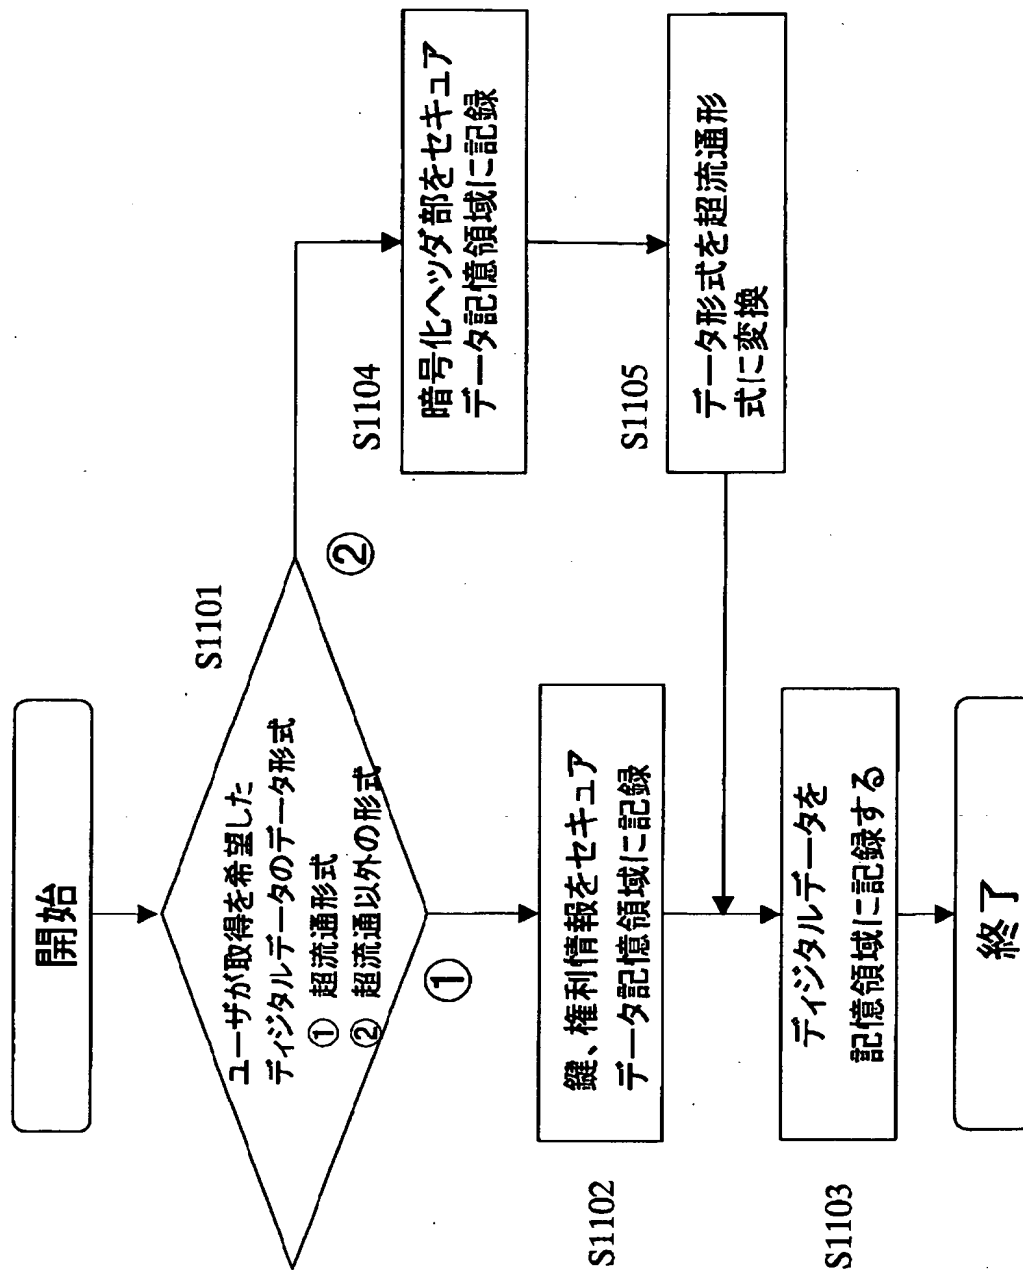 開始
S1101
ユーザが取得を希望した
ディジタルデータのデータ形式
① 超流通形式
② 超流通以外の形式
①
②
S1102
鍵、権利情報をセキュア
データ記憶領域に記録
S1104
暗号化ヘッダ部をセキュア
データ記憶領域に記録
S1105
データ形式を超流通形
式に変換
S1103
ディジタルデータを
記憶領域に記録する
終了